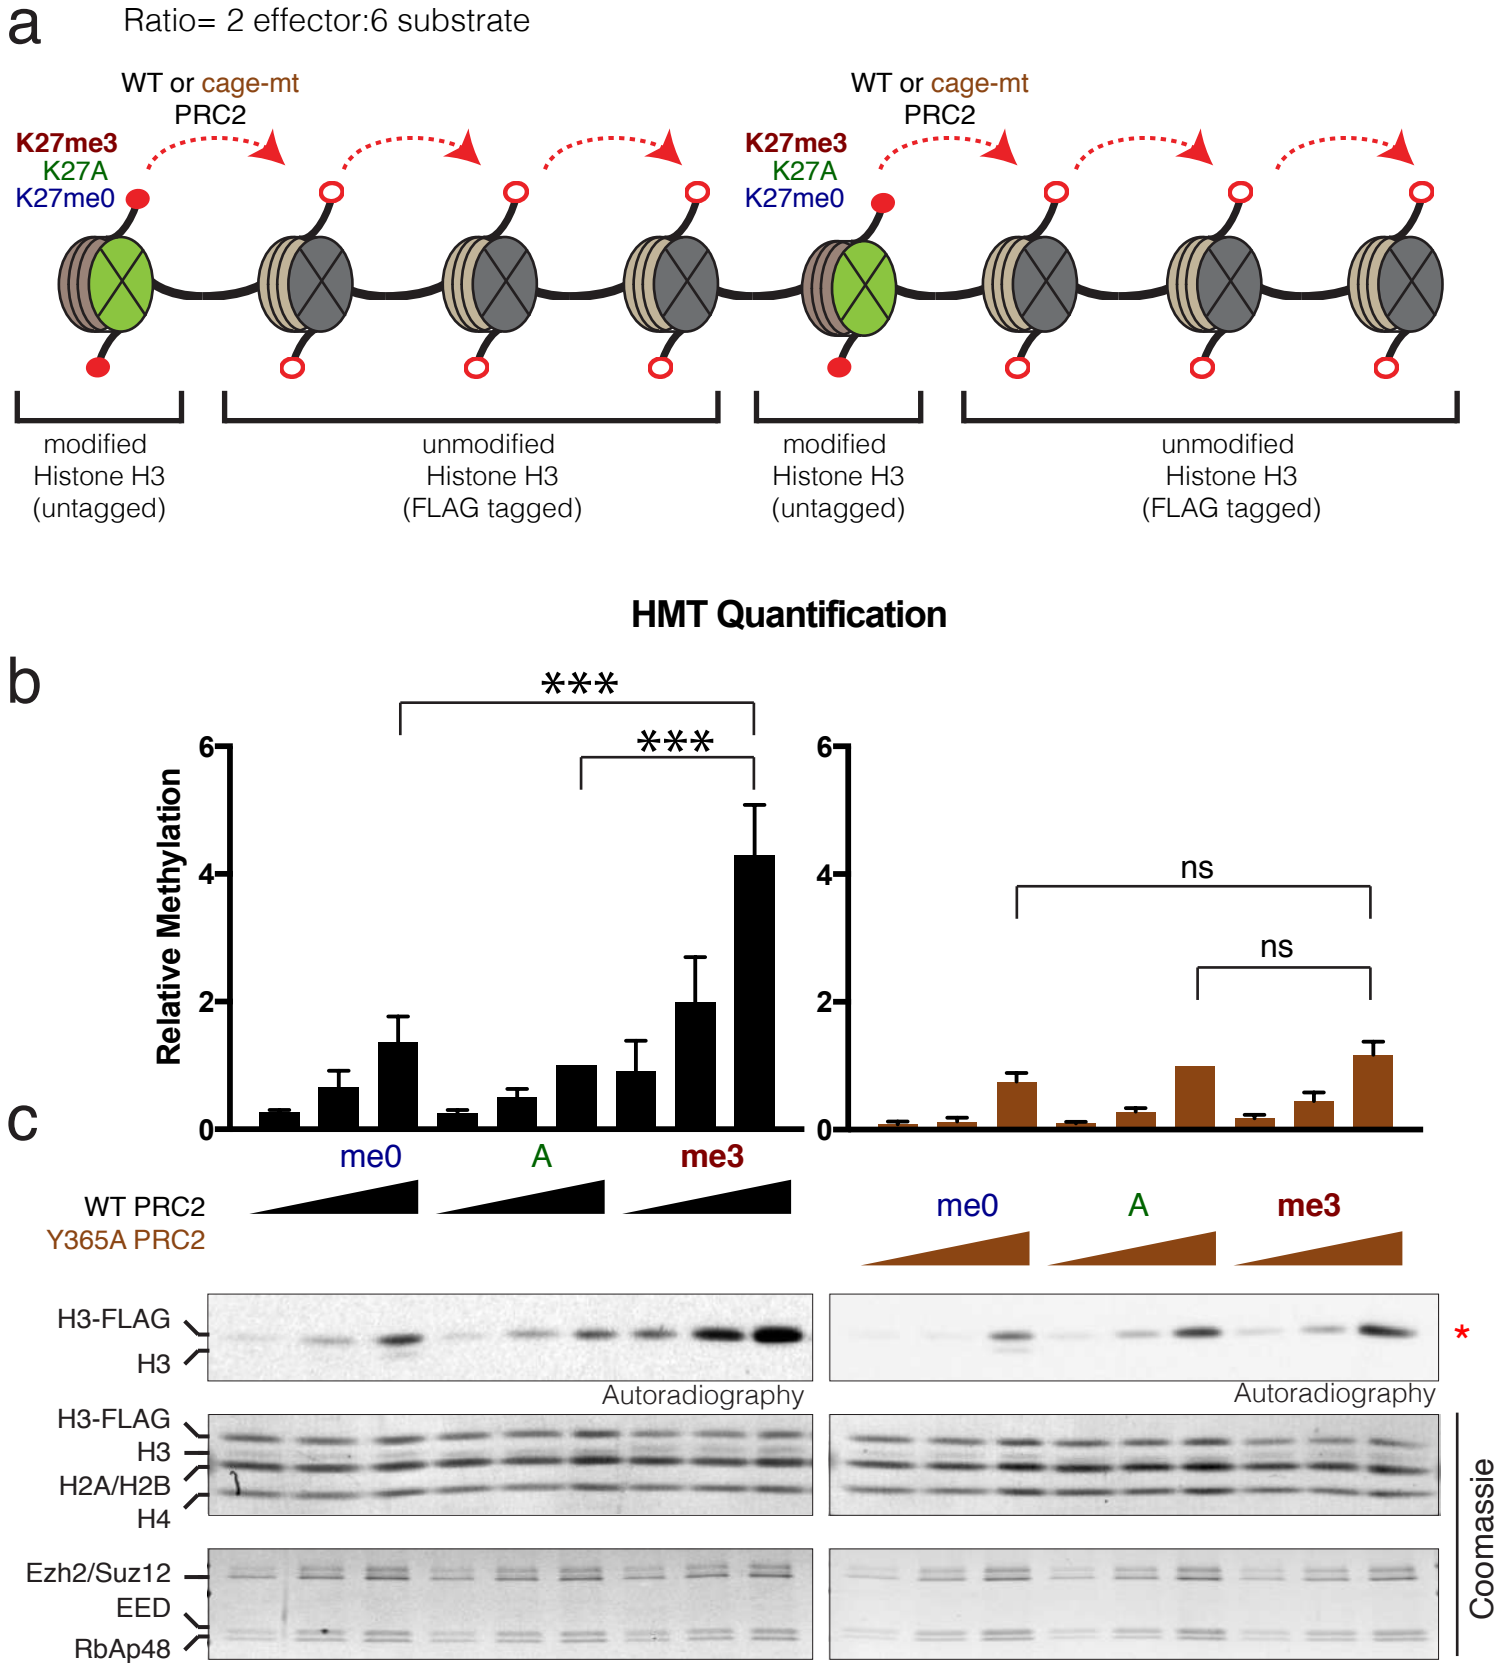 a
Ratio= 2 effector:6 substrate
WT or cage-mt
PRC2
K27me3
K27A
K27me0
WT or cage-mt
PRC2
K27me3
K27A
K27me0
modified
Histone H3
(untagged)
unmodified
Histone H3
(FLAG tagged)
modified
Histone H3
(untagged)
unmodified
Histone H3
(FLAG tagged)
HMT Quantification
b
Relative Methylation
6
4
2
0
***
***
6
4
2
0
ns
ns
c
me0
A
me3
WT PRC2
Y365A PRC2
me0
A
me3
H3-FLAG
H3
*
Autoradiography
Autoradiography
H3-FLAG
H3
H2A/H2B
H4
Ezh2/Suz12
EED
RbAp48
Coomassie